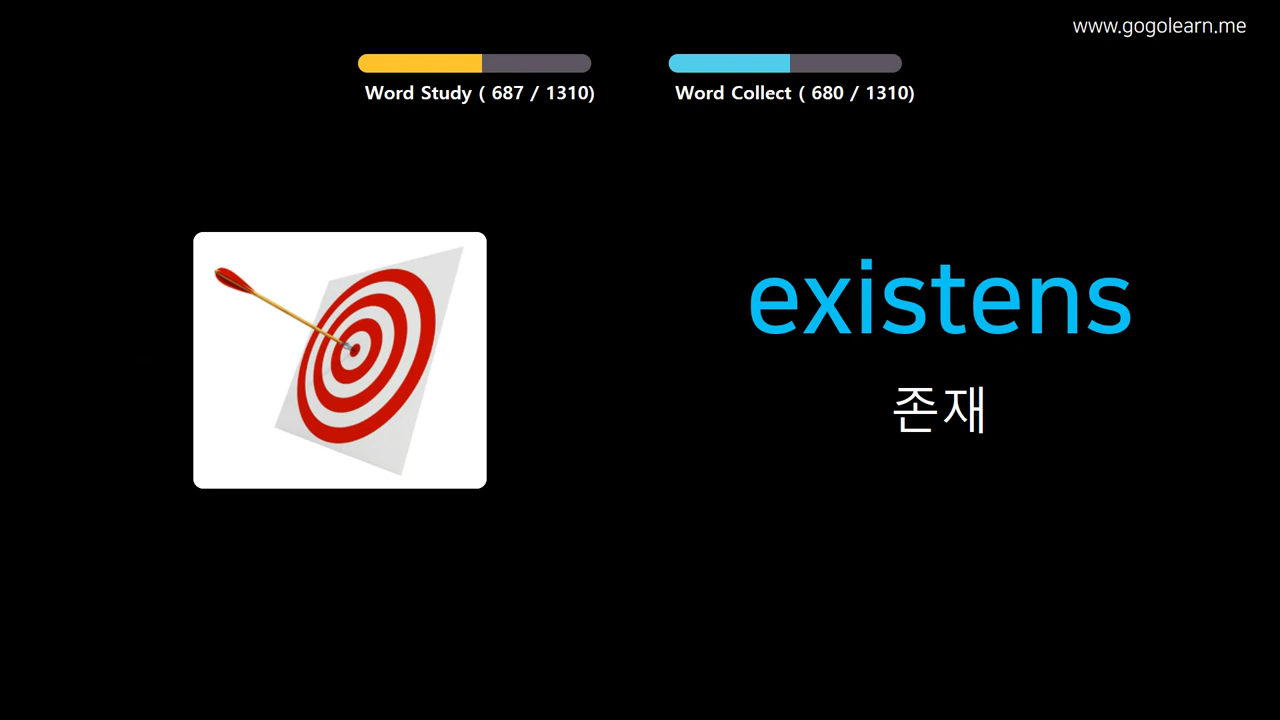 www.gogolearn.me
Word Study ( 687 / 1310)
Word Collect ( 680 / 1310)
existens
존재